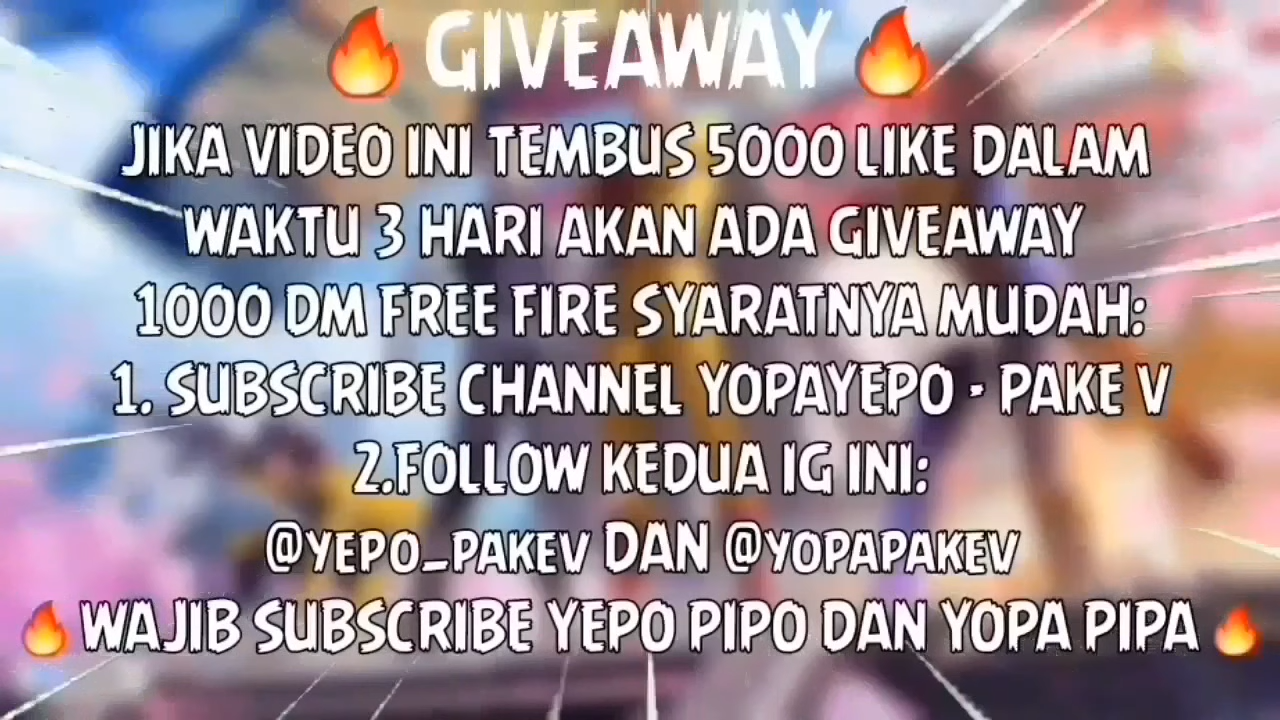 🔥 GIVEAWAY 🔥
JIKA VIDEO INI TEMBUS 5000 LIKE DALAM
WAKTU 3 HARI AKAN ADA GIVEAWAY
1000 DM FREE FIRE SYARATNYA MUDAH:
1. SUBSCRIBE CHANNEL YOPAYEPO • PAKE V
2.FOLLOW KEDUA IG INI:
@YEPO_PAKEV DAN @YOPAPAKEV
🔥 WAJIB SUBSCRIBE YEPO PIPO DAN YOPA PIPA 🔥